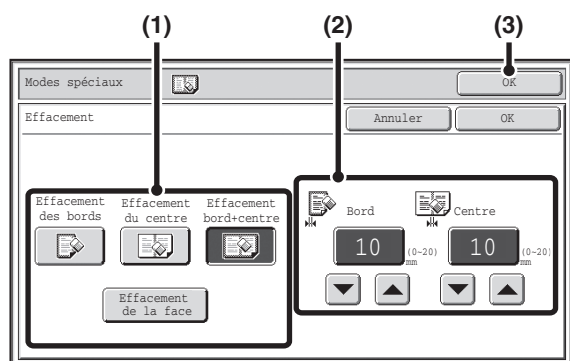 (1) (2) (3)
Modes spéciaux OK
Effacement Annuler OK
Effacement des bords
Effacement du centre
Effacement bord+centre
Effacement de la face
Bord
10 (0~20) mm
Centre
10 (0~20) mm